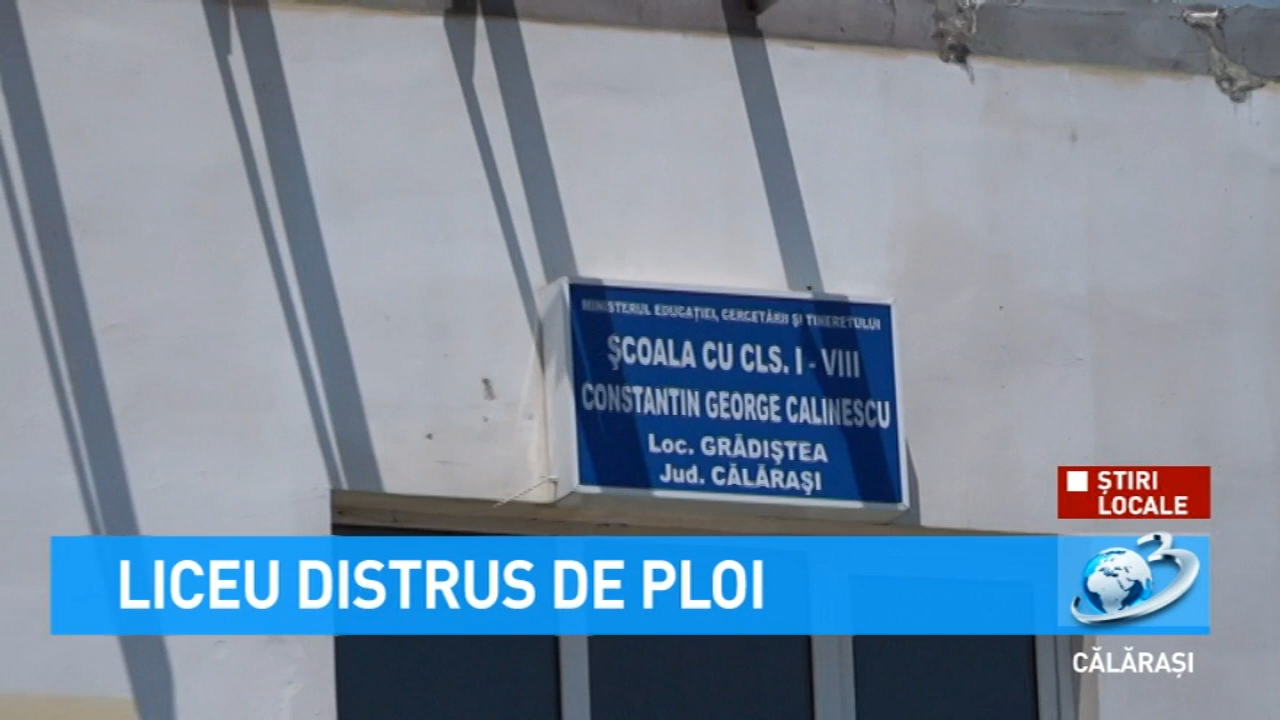 MINISTERUL EDUCAȚIEI, CERCETĂRII ȘI TINERETULUI
ȘCOALA CU CLS. I - VIII
CONSTANTIN GEORGE CALINESCU
Loc. GRĂDIȘTEA
Jud. CĂLĂRAȘI
ȘTIRI
LOCALE
LICEU DISTRUS DE PLOI
3
CĂLĂRAȘI